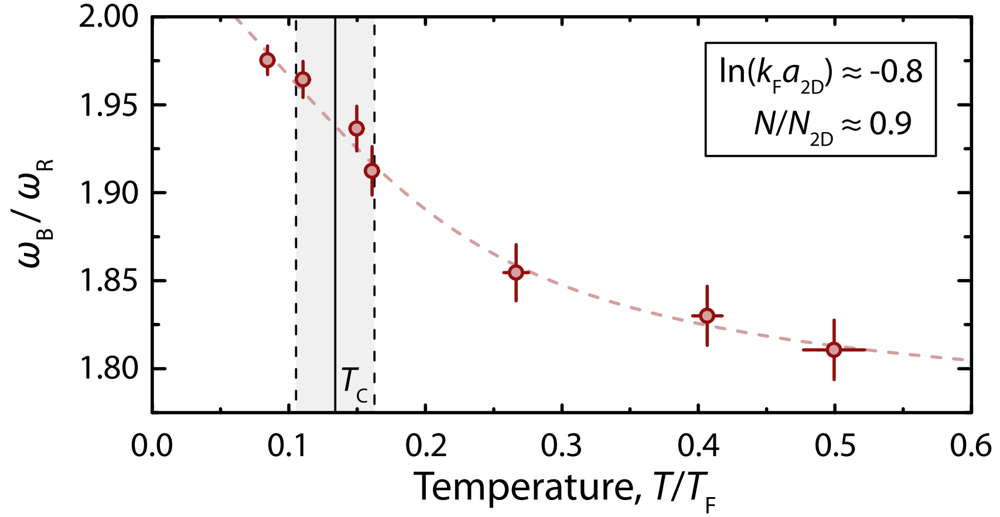 2.00
1.95
1.90
1.85
1.80
ω_B / ω_R
ln(k_F a_2D) ≈ -0.8
N/N_2D ≈ 0.9
T_C
0.0 0.1 0.2 0.3 0.4 0.5 0.6
Temperature, T/T_F